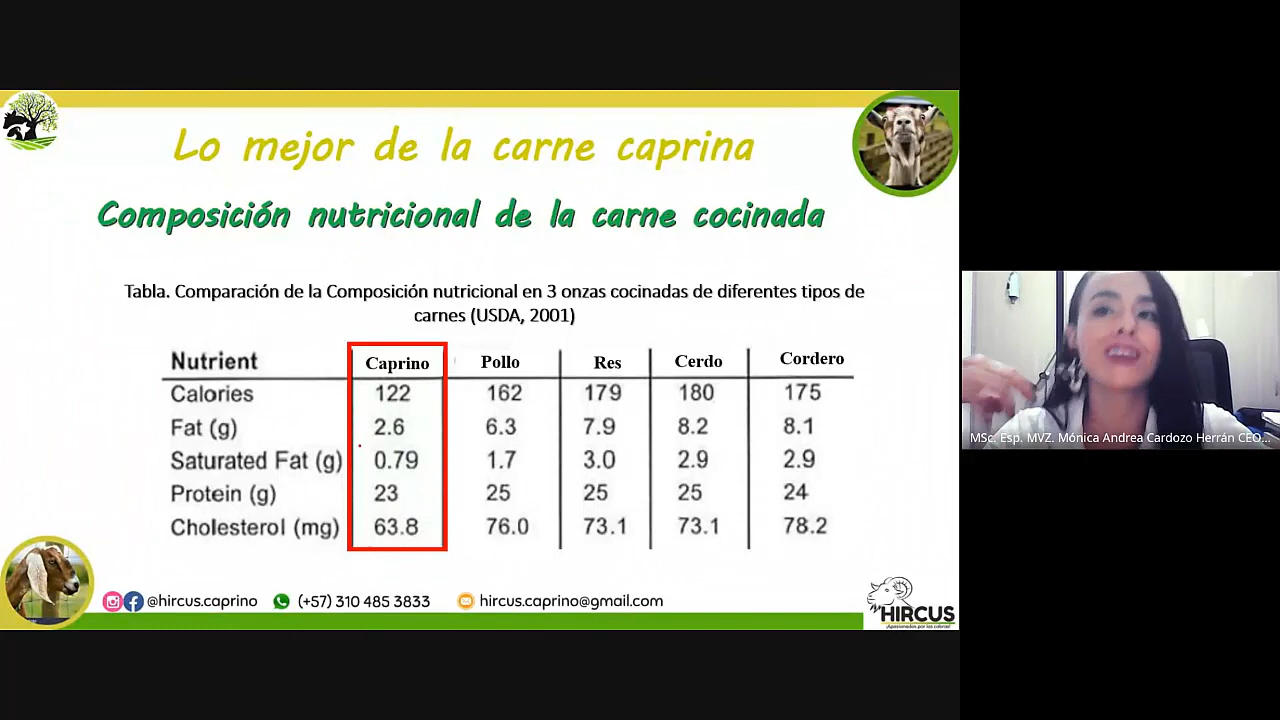 Lo mejor de la carne caprina
Composición nutricional de la carne cocinada
Tabla. Comparación de la Composición nutricional en 3 onzas cocinadas de diferentes tipos de
carnes (USDA, 2001)
Nutrient Caprino Pollo Res Cerdo Cordero
Calories 122 162 179 180 175
Fat (g) 2.6 6.3 7.9 8.2 8.1
Saturated Fat (g) 0.79 1.7 3.0 2.9 2.9
Protein (g) 23 25 25 25 24
Cholesterol (mg) 63.8 76.0 73.1 73.1 78.2
@hircus.caprino (+57) 310 485 3833 hircus.caprino@gmail.com
HIRCUS
¡Apasionados por las cabras!
MSc. Esp. MVZ. Mónica Andrea Cardozo Herrán CEO...